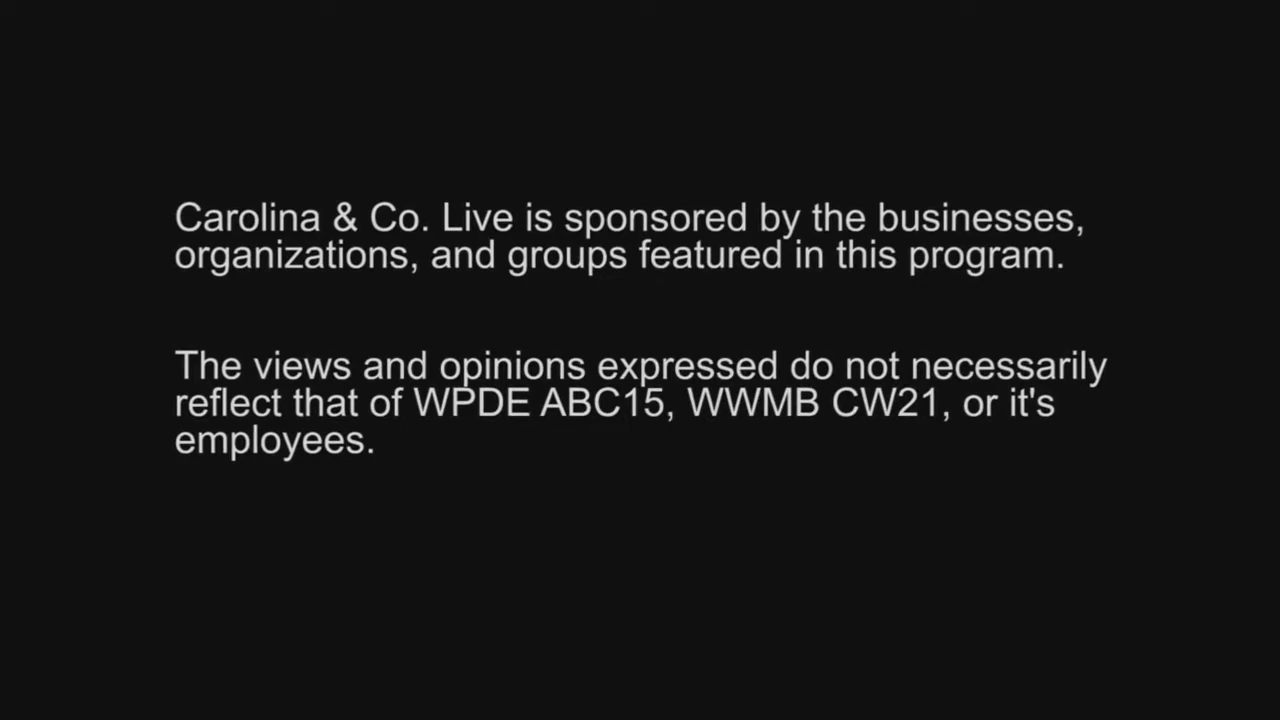 Carolina & Co. Live is sponsored by the businesses,
organizations, and groups featured in this program.
The views and opinions expressed do not necessarily
reflect that of WPDE ABC15, WWMB CW21, or it's
employees.